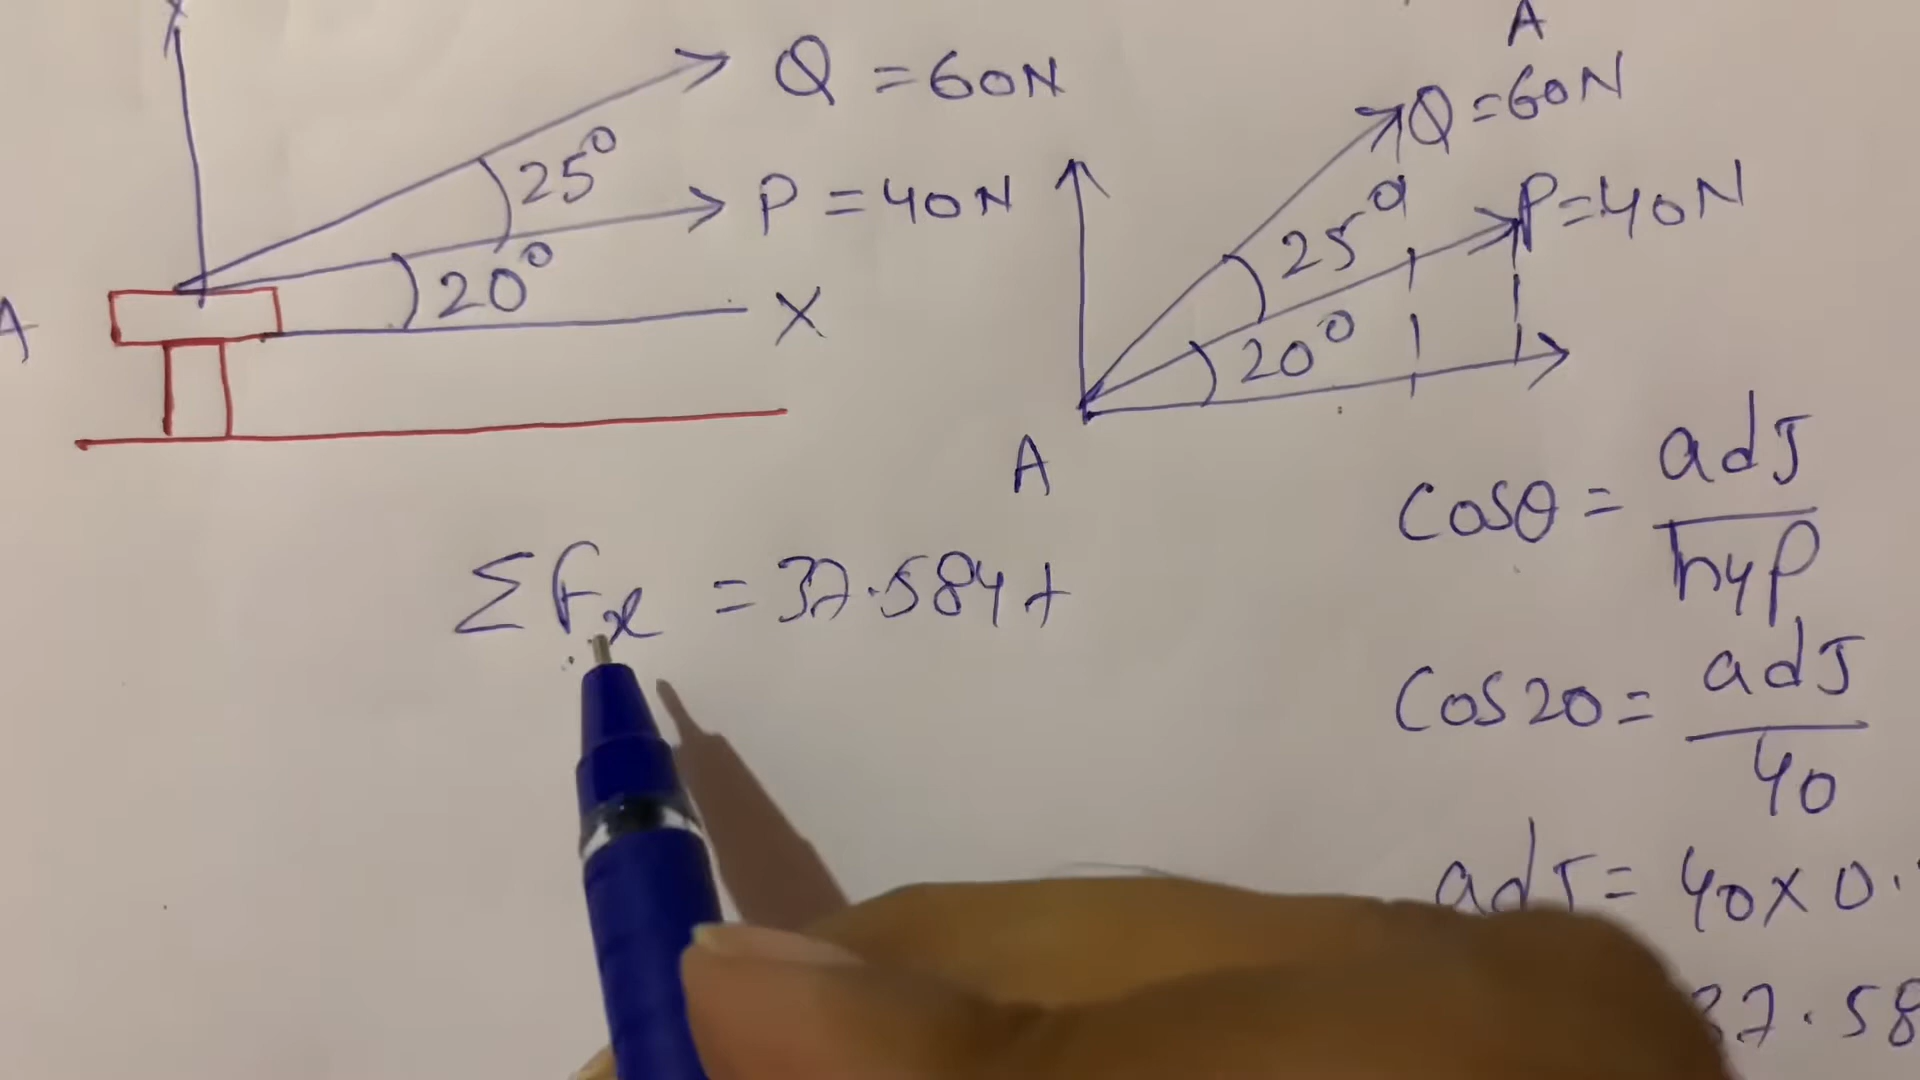 Q = 60N
25°
P = 40N
20°
X
A
A
Q = 60N
25°
P = 40N
20°
A
ΣFx = 37.584 +
Cosθ = adJ
hyp
Cos20 = adJ
40
adJ = 40 x 0.
37.58